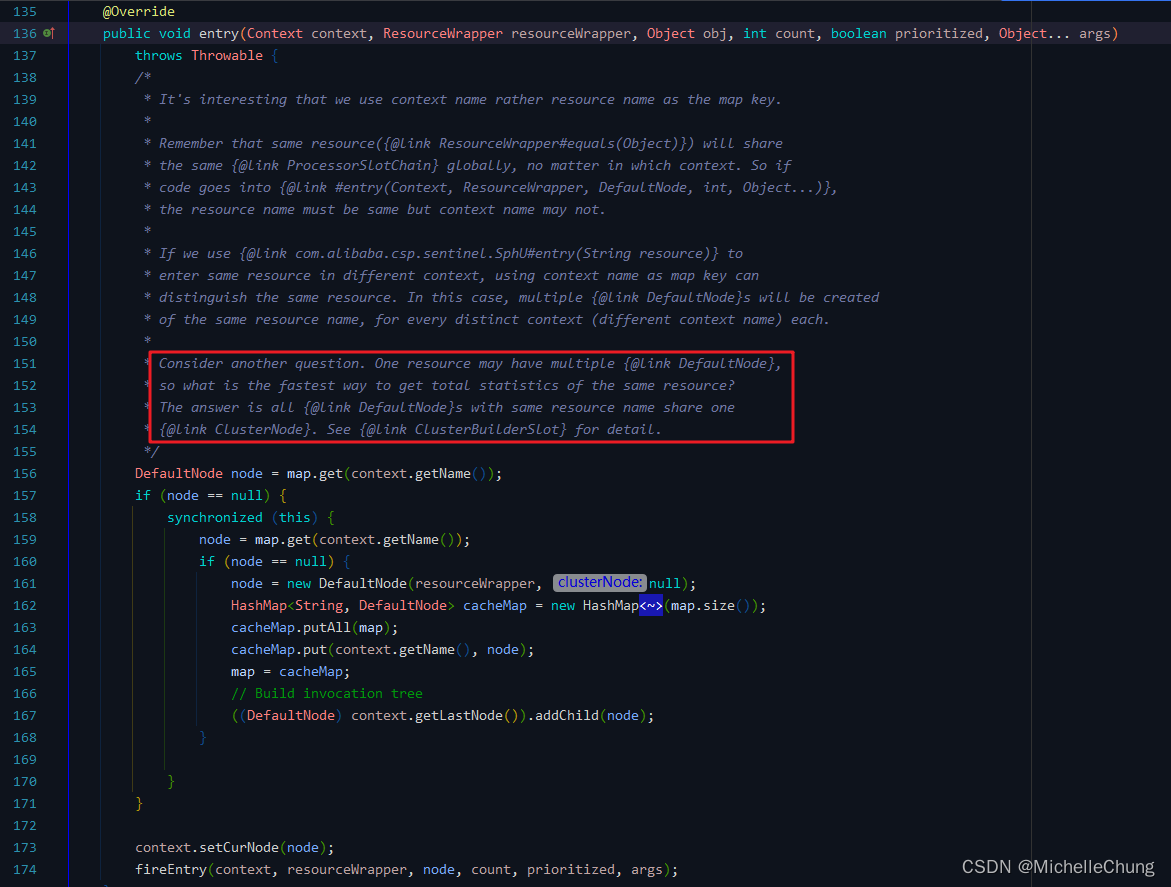 135 @Override
136 public void entry(Context context, ResourceWrapper resourceWrapper, Object obj, int count, boolean prioritized, Object... args)
137 throws Throwable {
138 /*
139 * It's interesting that we use context name rather resource name as the map key.
140 *
141 * Remember that same resource({@link ResourceWrapper#equals(Object)}) will share
142 * the same {@link ProcessorSlotChain} globally, no matter in which context. So if
143 * code goes into {@link #entry(Context, ResourceWrapper, DefaultNode, int, Object...)},
144 * the resource name must be same but context name may not.
145 *
146 * If we use {@link com.alibaba.csp.sentinel.SphU#entry(String resource)} to
147 * enter same resource in different context, using context name as map key can
148 * distinguish the same resource. In this case, multiple {@link DefaultNode}s will be created
149 * of the same resource name, for every distinct context (different context name) each.
150 *
151 * Consider another question. One resource may have multiple {@link DefaultNode},
152 * so what is the fastest way to get total statistics of the same resource?
153 * The answer is all {@link DefaultNode}s with same resource name share one
154 * {@link ClusterNode}. See {@link ClusterBuilderSlot} for detail.
155 */
156 DefaultNode node = map.get(context.getName());
157 if (node == null) {
158 synchronized (this) {
159 node = map.get(context.getName());
160 if (node == null) {
161 node = new DefaultNode(resourceWrapper, clusterNode: null);
162 HashMap<String, DefaultNode> cacheMap = new HashMap<~>(map.size());
163 cacheMap.putAll(map);
164 cacheMap.put(context.getName(), node);
165 map = cacheMap;
166 // Build invocation tree
167 ((DefaultNode) context.getLastNode()).addChild(node);
168 }
169
170 }
171 }
172
173 context.setCurNode(node);
174 fireEntry(context, resourceWrapper, node, count, prioritized, args);
CSDN @MichelleChung